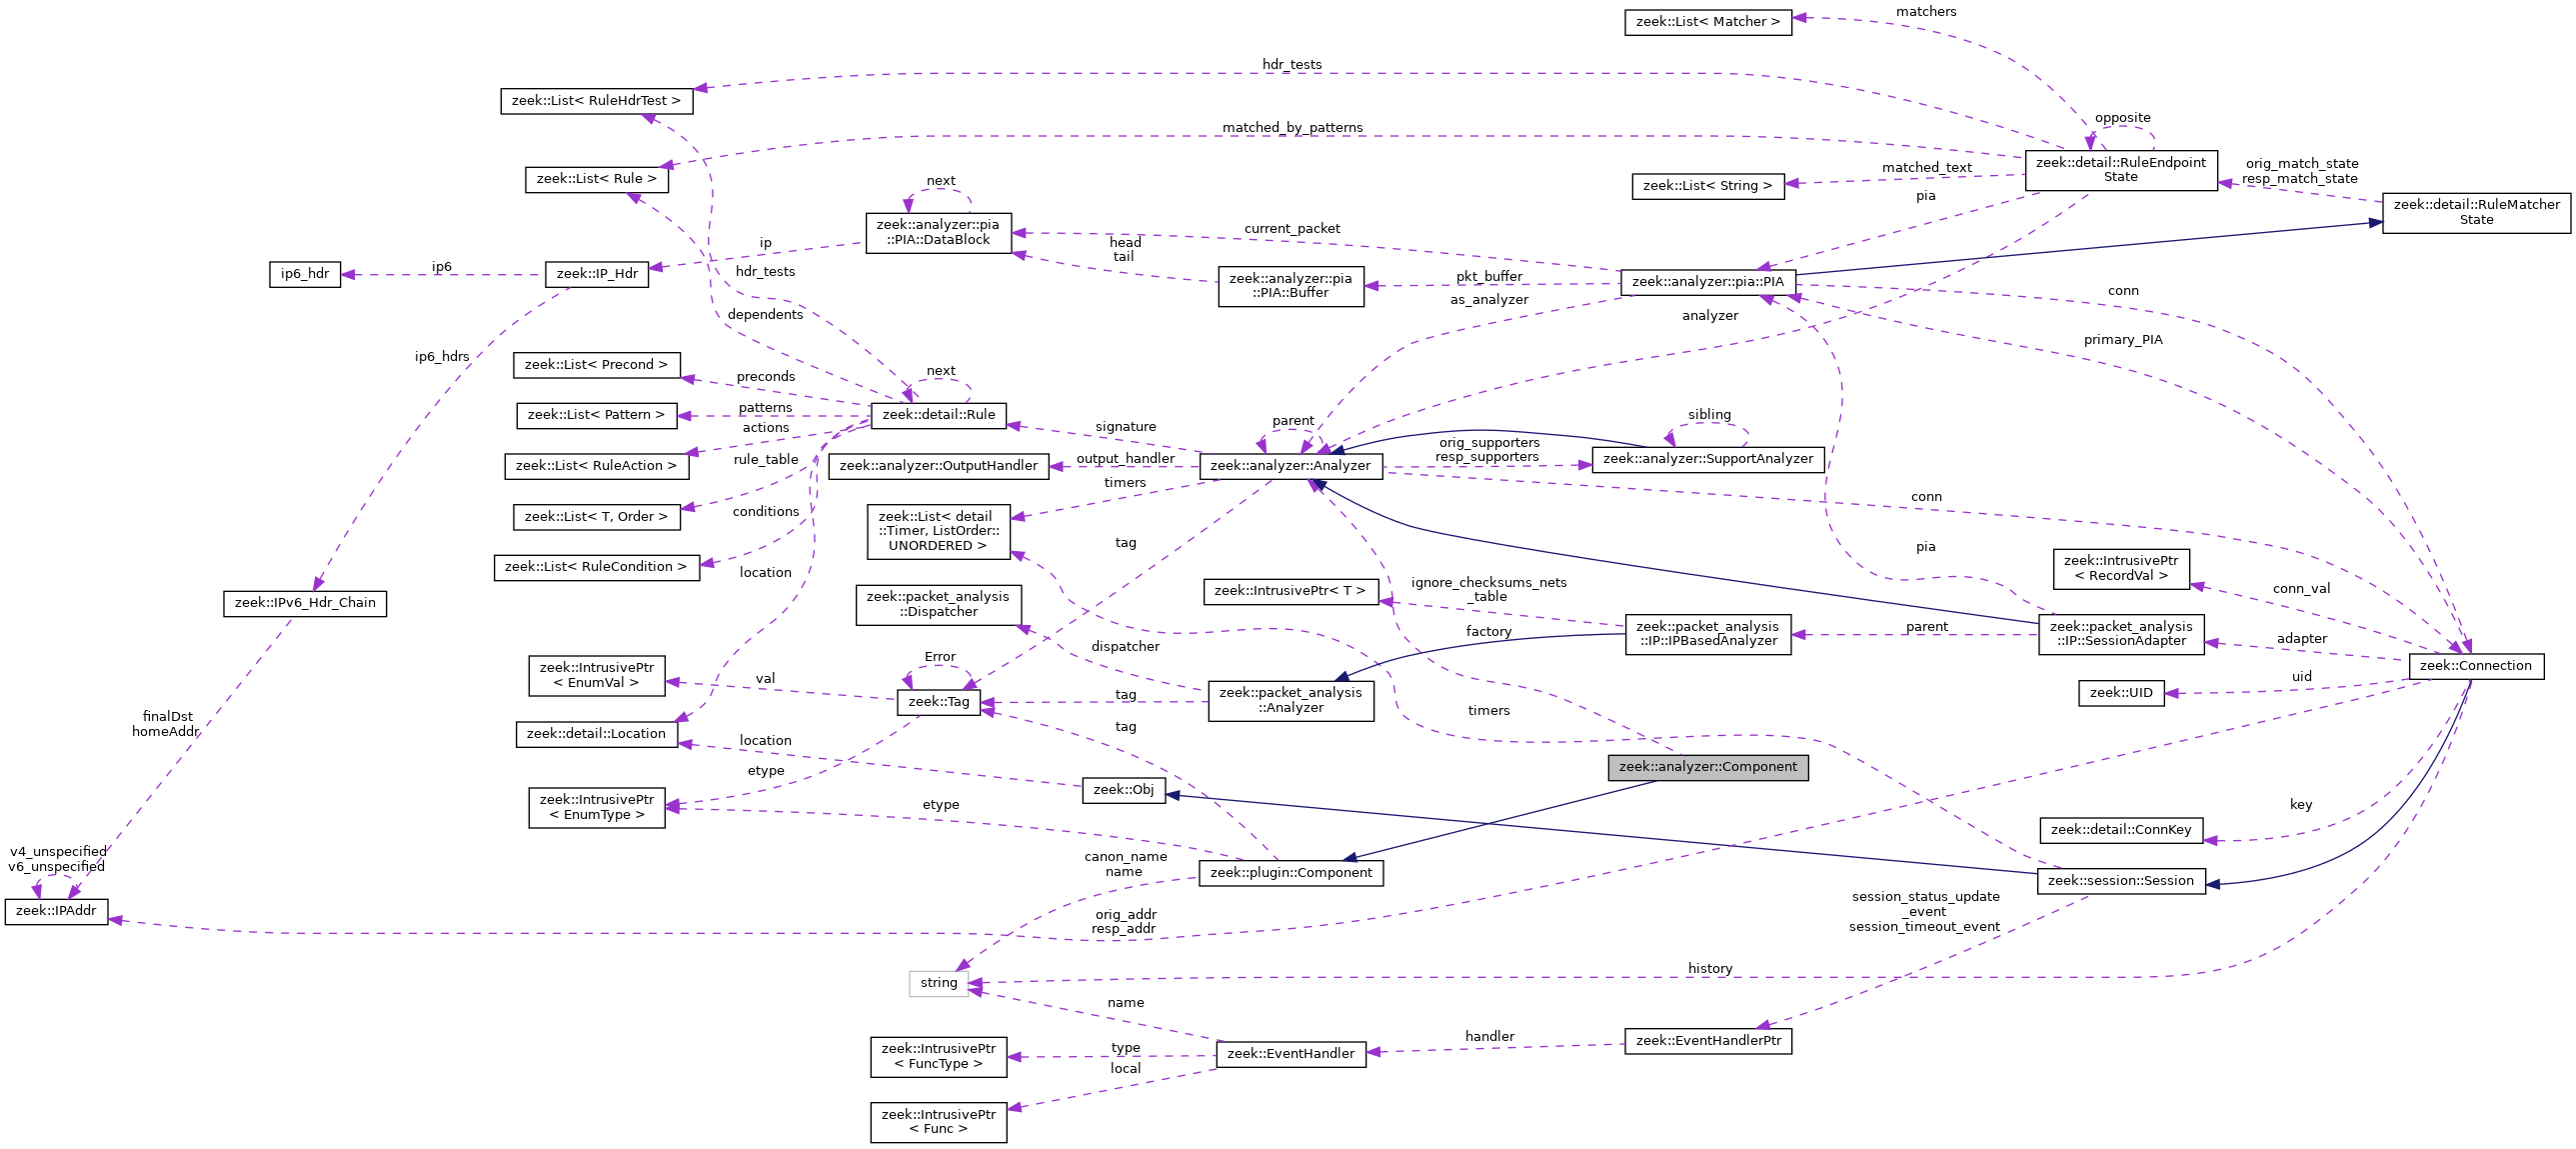 matchers
zeek::List< Matcher >
hdr_tests
zeek::List< RuleHdrTest >
matched_by_patterns
opposite
zeek::detail::RuleEndpoint
State
orig_match_state
resp_match_state
zeek::List< Rule >
next
matched_text
zeek::List< String >
pia
zeek::detail::RuleMatcher
State
zeek::analyzer::pia
::PIA::DataBlock
current_packet
ip
head
tail
ip6_hdr
ip6
zeek::IP_Hdr
hdr_tests
zeek::analyzer::pia
::PIA::Buffer
pkt_buffer
zeek::analyzer::pia::PIA
conn
as_analyzer
dependents
analyzer
primary_PIA
ip6_hdrs
zeek::List< Precond >
preconds
next
zeek::List< Pattern >
patterns
zeek::detail::Rule
parent
sibling
actions
signature
orig_supporters
resp_supporters
zeek::List< RuleAction >
rule_table
zeek::analyzer::OutputHandler
output_handler
zeek::analyzer::Analyzer
zeek::analyzer::SupportAnalyzer
timers
conn
zeek::List< T, Order >
conditions
zeek::List< detail
::Timer, ListOrder::
UNORDERED >
tag
pia
zeek::IntrusivePtr
< RecordVal >
zeek::List< RuleCondition >
location
zeek::packet_analysis
::Dispatcher
zeek::IntrusivePtr< T >
ignore_checksums_nets
_table
conn_val
zeek::IPv6_Hdr_Chain
factory
zeek::packet_analysis
::IP::IPBasedAnalyzer
parent
zeek::packet_analysis
::IP::SessionAdapter
adapter
dispatcher
Error
zeek::IntrusivePtr
< EnumVal >
val
zeek::Connection
uid
zeek::UID
zeek::Tag
tag
zeek::packet_analysis
::Analyzer
timers
finalDst
homeAddr
zeek::detail::Location
location
tag
etype
zeek::analyzer::Component
zeek::Obj
zeek::IntrusivePtr
< EnumType >
etype
key
zeek::detail::ConnKey
v4_unspecified
v6_unspecified
canon_name
name
zeek::plugin::Component
zeek::session::Session
zeek::IPAddr
orig_addr
resp_addr
session_status_update
_event
session_timeout_event
history
string
name
handler
zeek::EventHandlerPtr
zeek::IntrusivePtr
< FuncType >
type
zeek::EventHandler
local
zeek::IntrusivePtr
< Func >